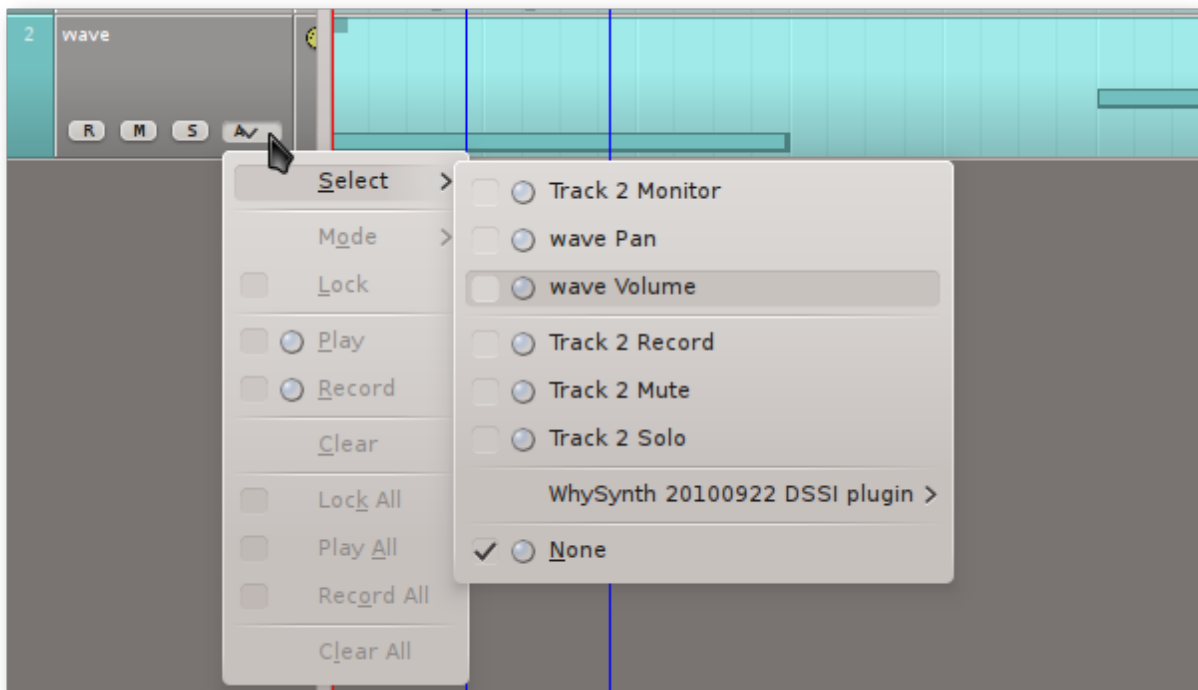 2 wave
R M S A
Select
Mode
Lock
Play
Record
Clear
Lock All
Play All
Record All
Clear All
Track 2 Monitor
wave Pan
wave Volume
Track 2 Record
Track 2 Mute
Track 2 Solo
WhySynth 20100922 DSSI plugin
None